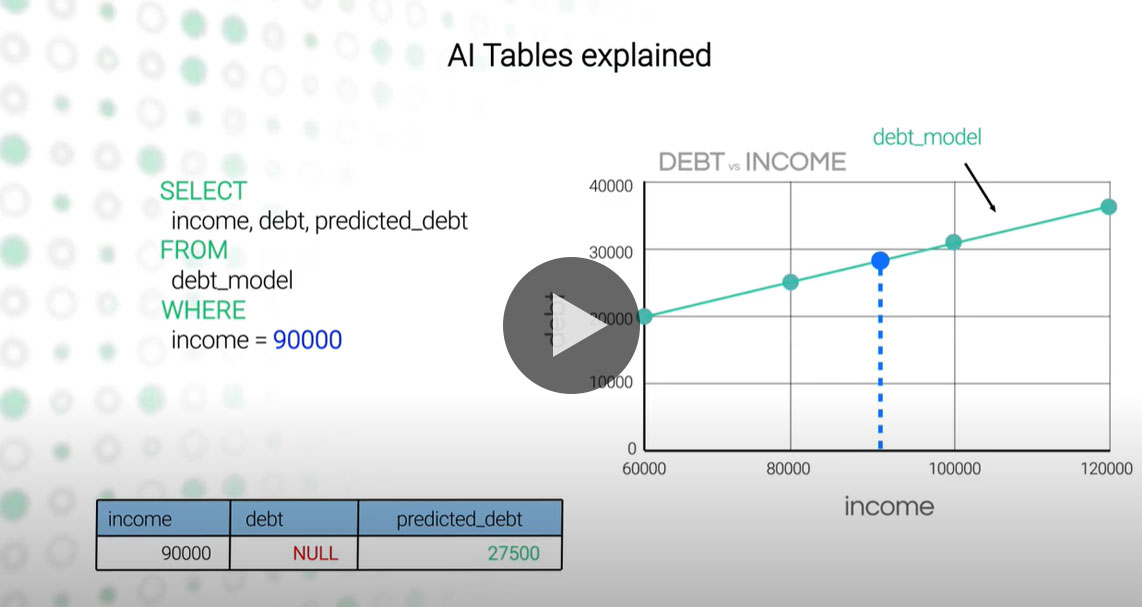 AI Tables explained
SELECT
income, debt, predicted_debt
FROM
debt_model
WHERE
income = 90000
debt_model
DEBT vs INCOME
40000
30000
20000
10000
0
debt
60000
80000
100000
120000
income
income debt predicted_debt
90000 NULL 27500